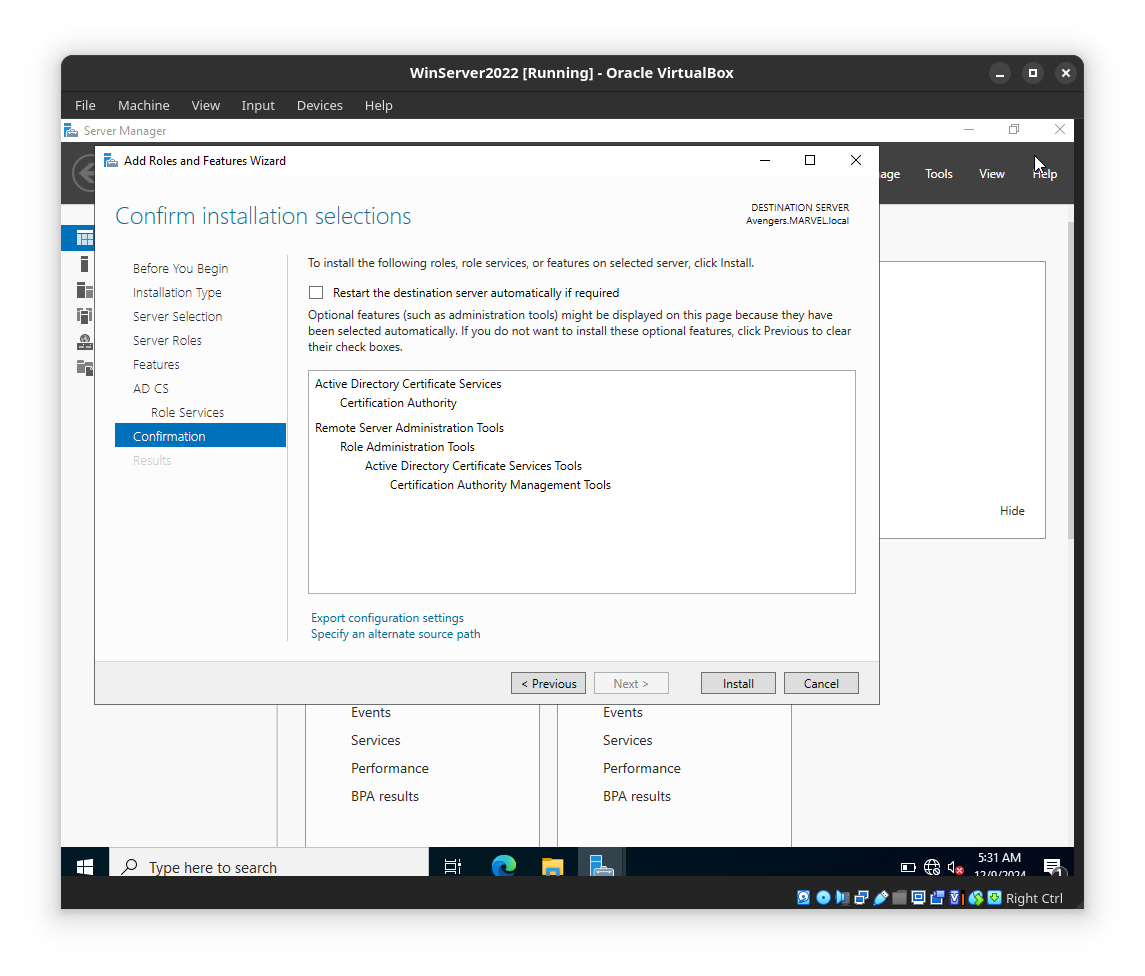 WinServer2022 [Running] - Oracle VirtualBox
File Machine View Input Devices Help
Server Manager
Add Roles and Features Wizard
Tools View Help
Confirm installation selections
DESTINATION SERVER
Avengers.MARVEL.local
Before You Begin
Installation Type
Server Selection
Server Roles
Features
AD CS
Role Services
Confirmation
Results
To install the following roles, role services, or features on selected server, click Install.
Restart the destination server automatically if required
Optional features (such as administration tools) might be displayed on this page because they have
been selected automatically. If you do not want to install these optional features, click Previous to clear
their check boxes.
Active Directory Certificate Services
Certification Authority
Remote Server Administration Tools
Role Administration Tools
Active Directory Certificate Services Tools
Certification Authority Management Tools
Export configuration settings
Specify an alternate source path
Hide
< Previous Next > Install Cancel
Events Events
Services Services
Performance Performance
BPA results BPA results
Type here to search
5:31 AM
12/9/2024
1
Right Ctrl